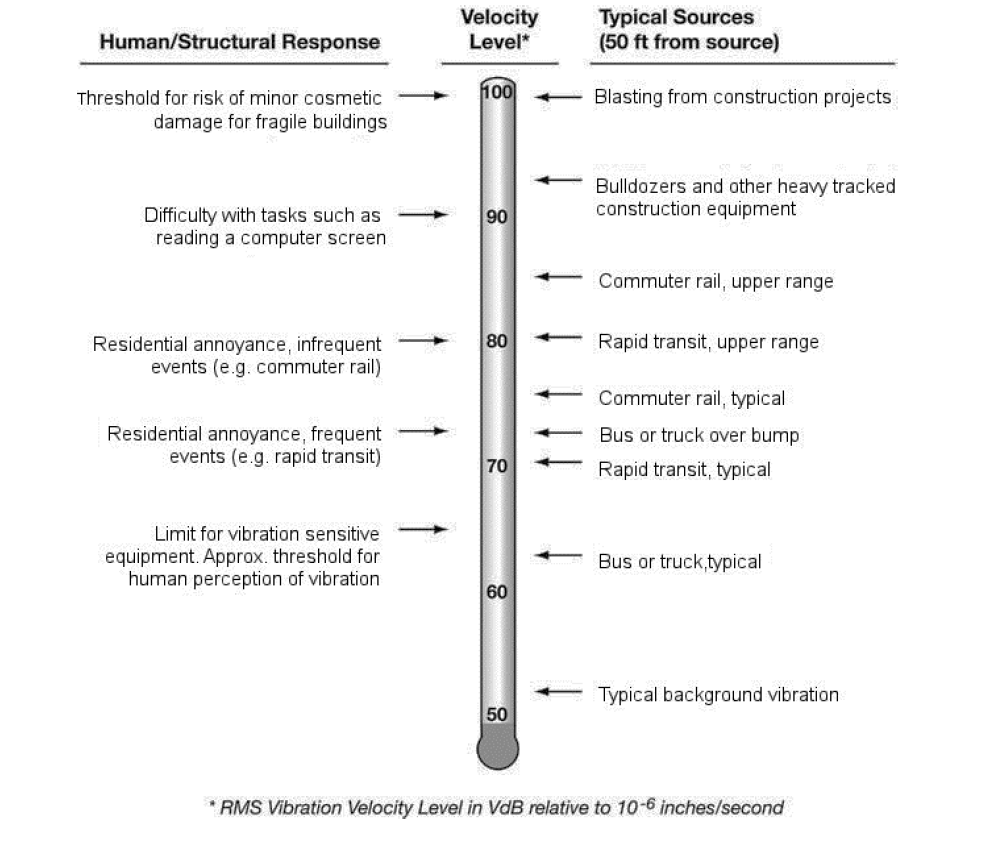 Human/Structural Response
Velocity
Level*
Typical Sources
(50 ft from source)
Threshold for risk of minor cosmetic
damage for fragile buildings
100
Blasting from construction projects
Bulldozers and other heavy tracked
construction equipment
Difficulty with tasks such as
reading a computer screen
90
Commuter rail, upper range
Residential annoyance, infrequent
events (e.g. commuter rail)
80
Rapid transit, upper range
Commuter rail, typical
Residential annoyance, frequent
events (e.g. rapid transit)
Bus or truck over bump
70
Rapid transit, typical
Limit for vibration sensitive
equipment. Approx. threshold for
human perception of vibration
Bus or truck,typical
60
Typical background vibration
50
* RMS Vibration Velocity Level in VdB relative to 10-6 inches/second